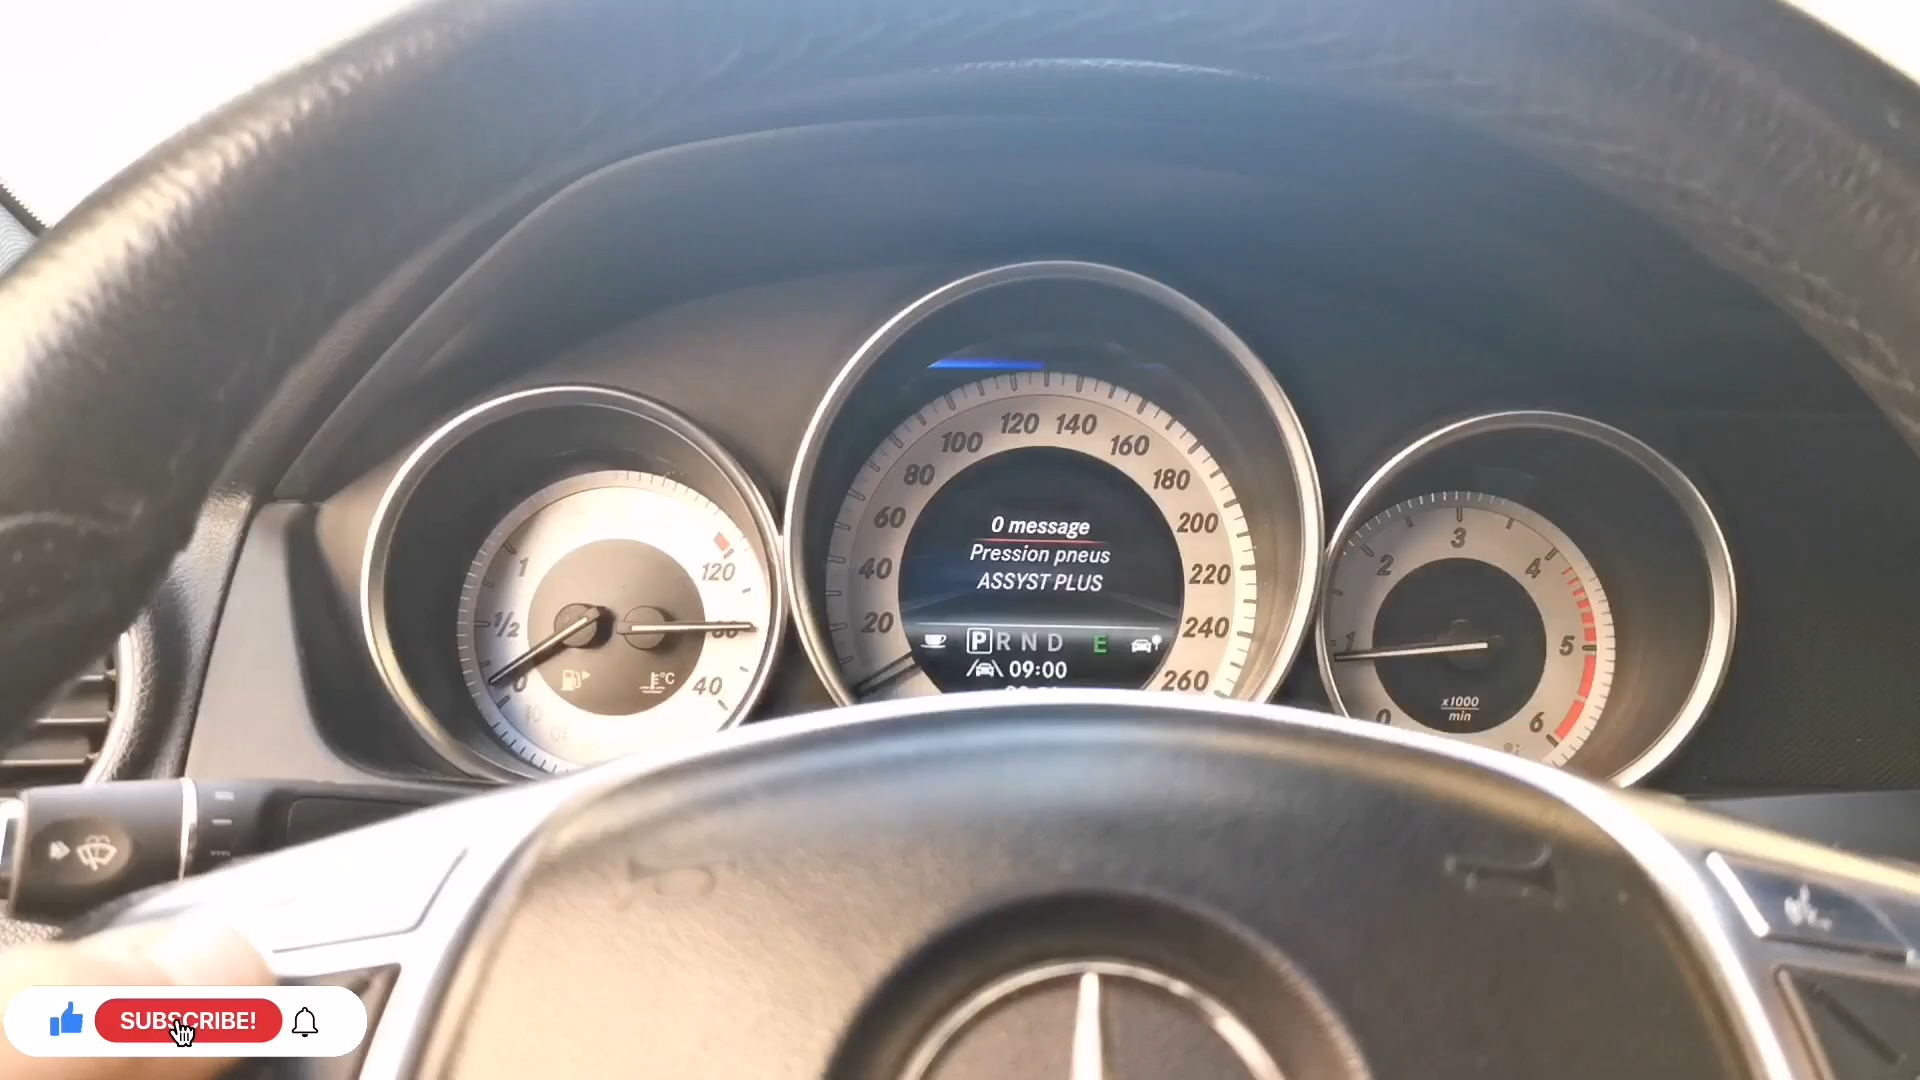 120 140
100 160
80 180
60 200
40 220
20 240
260
0 message
Pression pneus
ASSYST PLUS
P R N D E
09:00
1
1/2
0
120
40
°C
1
2
3
4
5
6
0
x1000
min
SUBSCRIBE!